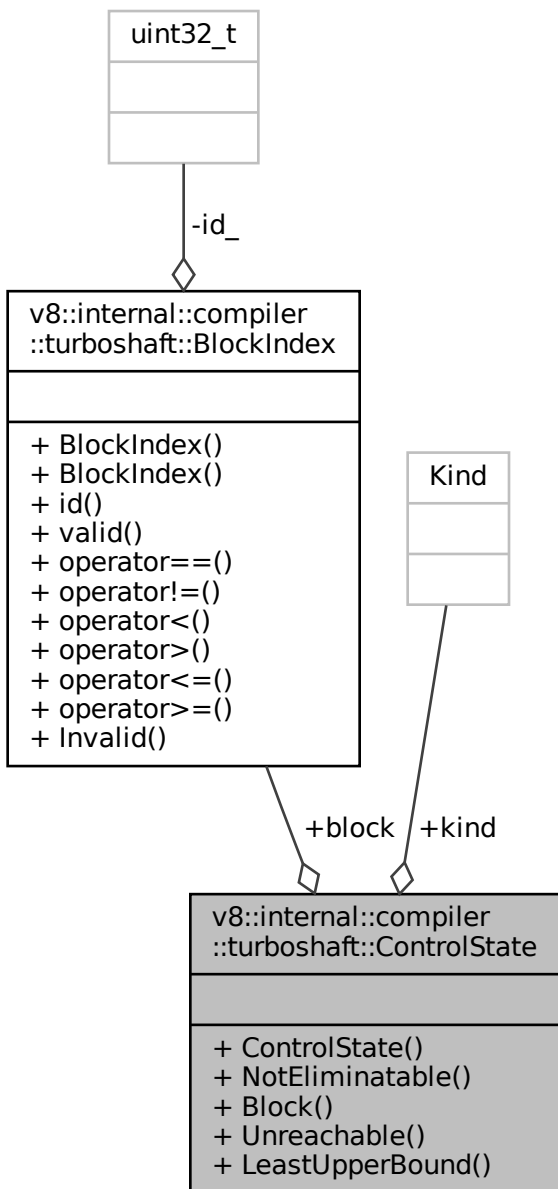 uint32_t
-id_
v8::internal::compiler
::turboshaft::BlockIndex
+ BlockIndex()
+ BlockIndex()
+ id()
+ valid()
+ operator==()
+ operator!=()
+ operator<()
+ operator>()
+ operator<=()
+ operator>=()
+ Invalid()
Kind
+block
+kind
v8::internal::compiler
::turboshaft::ControlState
+ ControlState()
+ NotEliminatable()
+ Block()
+ Unreachable()
+ LeastUpperBound()